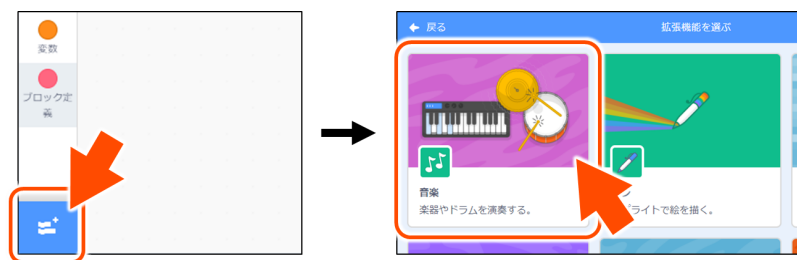 変数
ブロック定
義
戻る
拡張機能を選ぶ
音楽
楽器やドラムを演奏する。
ライトで絵を描く。